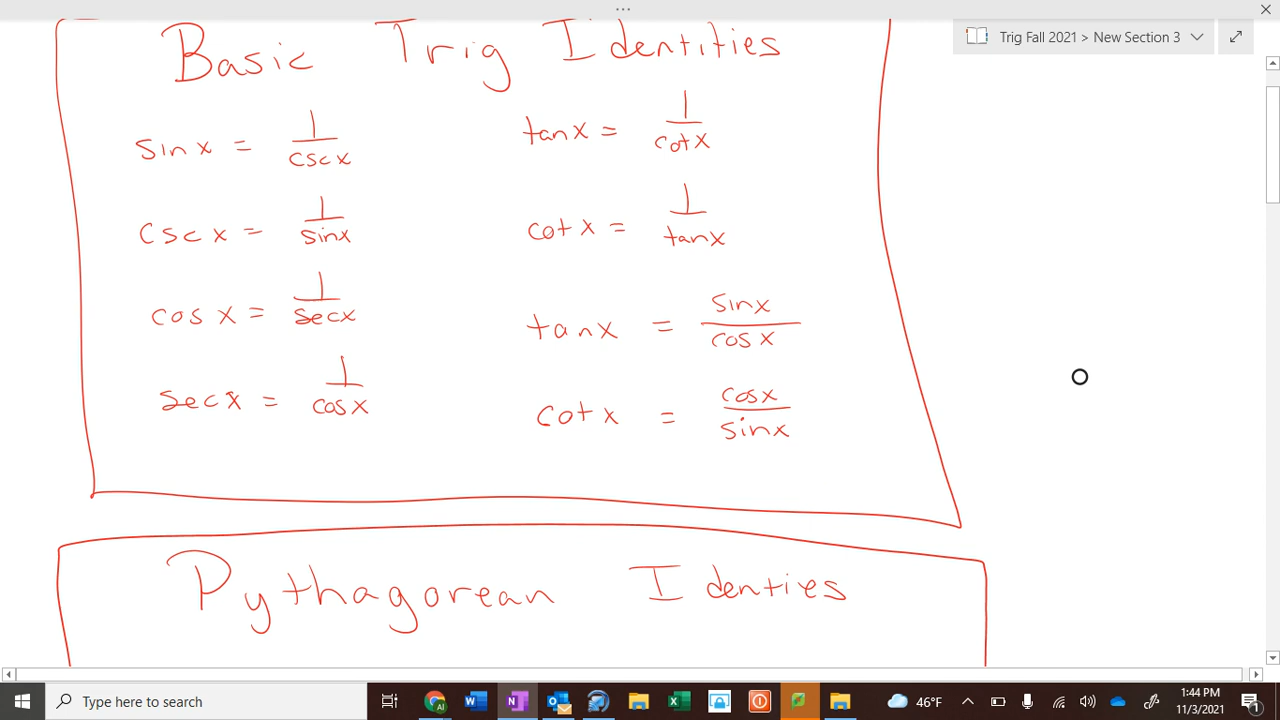 ...
Trig Fall 2021 > New Section 3
Basic Trig Identities
sin x = 1/csc x
csc x = 1/sin x
cos x = 1/sec x
sec x = 1/cos x
tan x = 1/cot x
cot x = 1/tan x
tan x = sin x/cos x
cot x = cos x/sin x
Pythagorean Identies
Type here to search
46°F
1:44 PM
11/3/2021
1